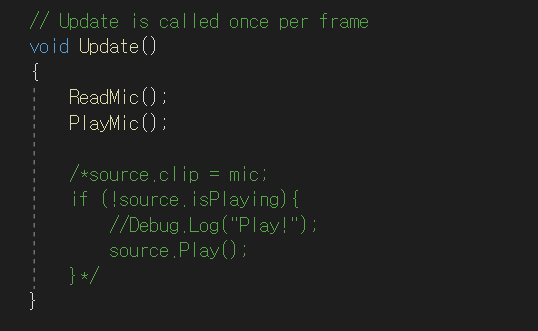 // Update is called once per frame
void Update()
{
ReadMic();
PlayMic();
/*source.clip = mic;
if (!source.isPlaying){
//Debug.Log("Play!");
source.Play();
}*/
}